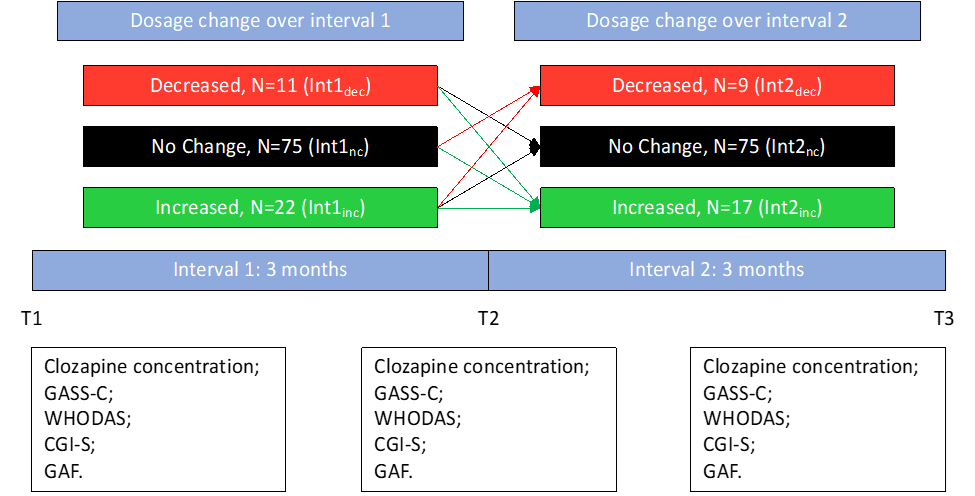 Dosage change over interval 1
Dosage change over interval 2
Decreased, N=11 (Int1dec)
Decreased, N=9 (Int2dec)
No Change, N=75 (Int1nc)
No Change, N=75 (Int2nc)
Increased, N=22 (Int1inc)
Increased, N=17 (Int2inc)
Interval 1: 3 months
Interval 2: 3 months
T1
T2
T3
Clozapine concentration;
GASS-C;
WHODAS;
CGI-S;
GAF.
Clozapine concentration;
GASS-C;
WHODAS;
CGI-S;
GAF.
Clozapine concentration;
GASS-C;
WHODAS;
CGI-S;
GAF.